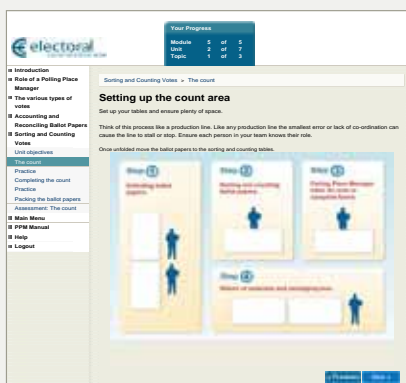 Your Progress
Module 5 of 5
Unit 2 of 7
Topic 1 of 3
electoral
Introduction
Role of a Polling Place
Manager
The various types of
votes
Accounting and
Reconciling Ballot Papers
Sorting and Counting
Votes
Unit objectives
The count
Practice
Completing the count
Practice
Packing the ballot papers
Assessment: The count
Main Menu
PPM Manual
Help
Logout
Sorting and Counting Votes » The count
Setting up the count area
Set up your tables and ensure plenty of space.
Think of this process like a production line. Like any production line the smallest error or lack of co-ordination can
cause the line to stall or stop. Ensure each person in your team knows their role.
Once unfolded move the ballot papers to the sorting and counting tables.
Step 1
Unfolding ballot
papers.
Step 2
Sorting and counting
ballot papers.
Step 3
Polling Place Manager
Step 4